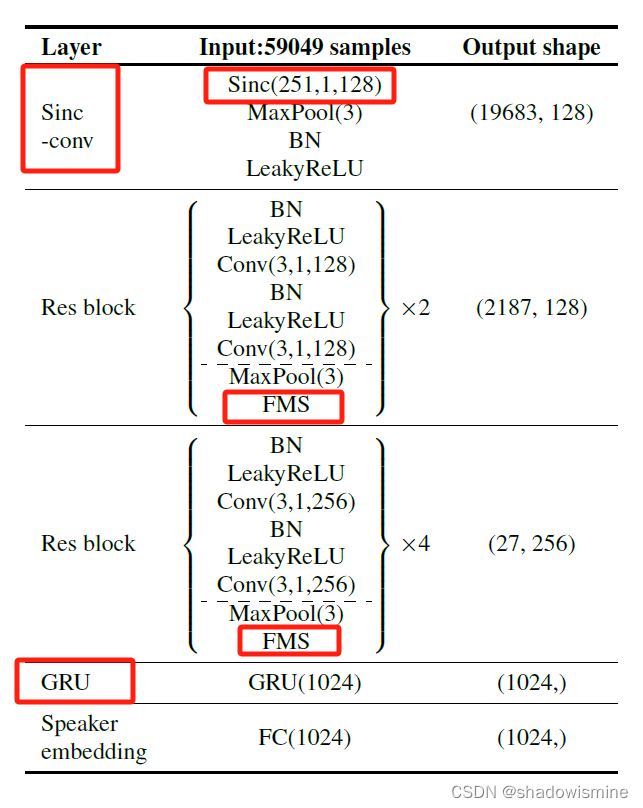 Layer Input:59049 samples Output shape
Sinc
-conv
Sinc(251,1,128)
MaxPool(3)
BN
LeakyReLU
(19683, 128)
Res block
BN
LeakyReLU
Conv(3,1,128)
BN
LeakyReLU
Conv(3,1,128)
MaxPool(3)
FMS
×2
(2187, 128)
Res block
BN
LeakyReLU
Conv(3,1,256)
BN
LeakyReLU
Conv(3,1,256)
MaxPool(3)
FMS
×4
(27, 256)
GRU GRU(1024) (1024,)
Speaker
embedding
FC(1024)
(1024,)
CSDN @shadowismine